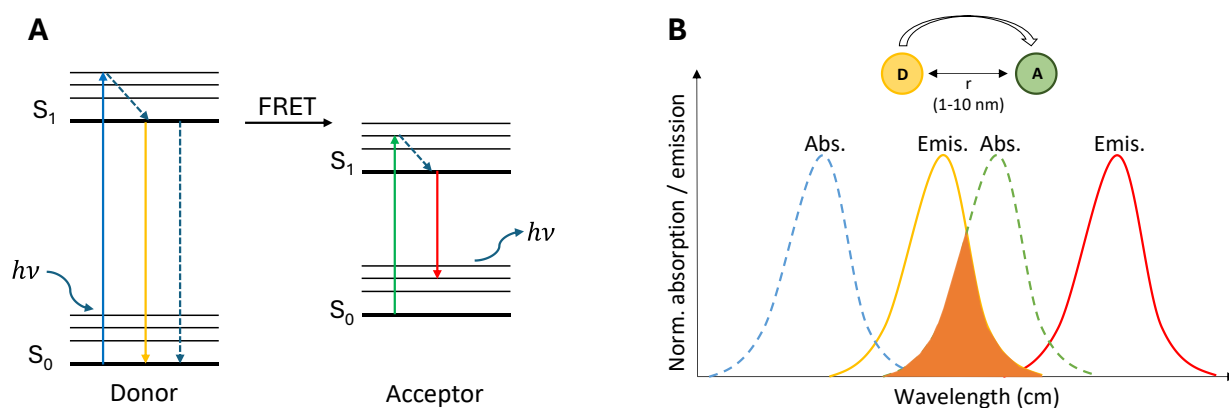 A
S1
FRET
S1
hν
hν
S0
S0
Donor
Acceptor
B
D
A
r
(1-10 nm)
Abs.
Emis.
Abs.
Emis.
Norm. absorption / emission
Wavelength (cm)